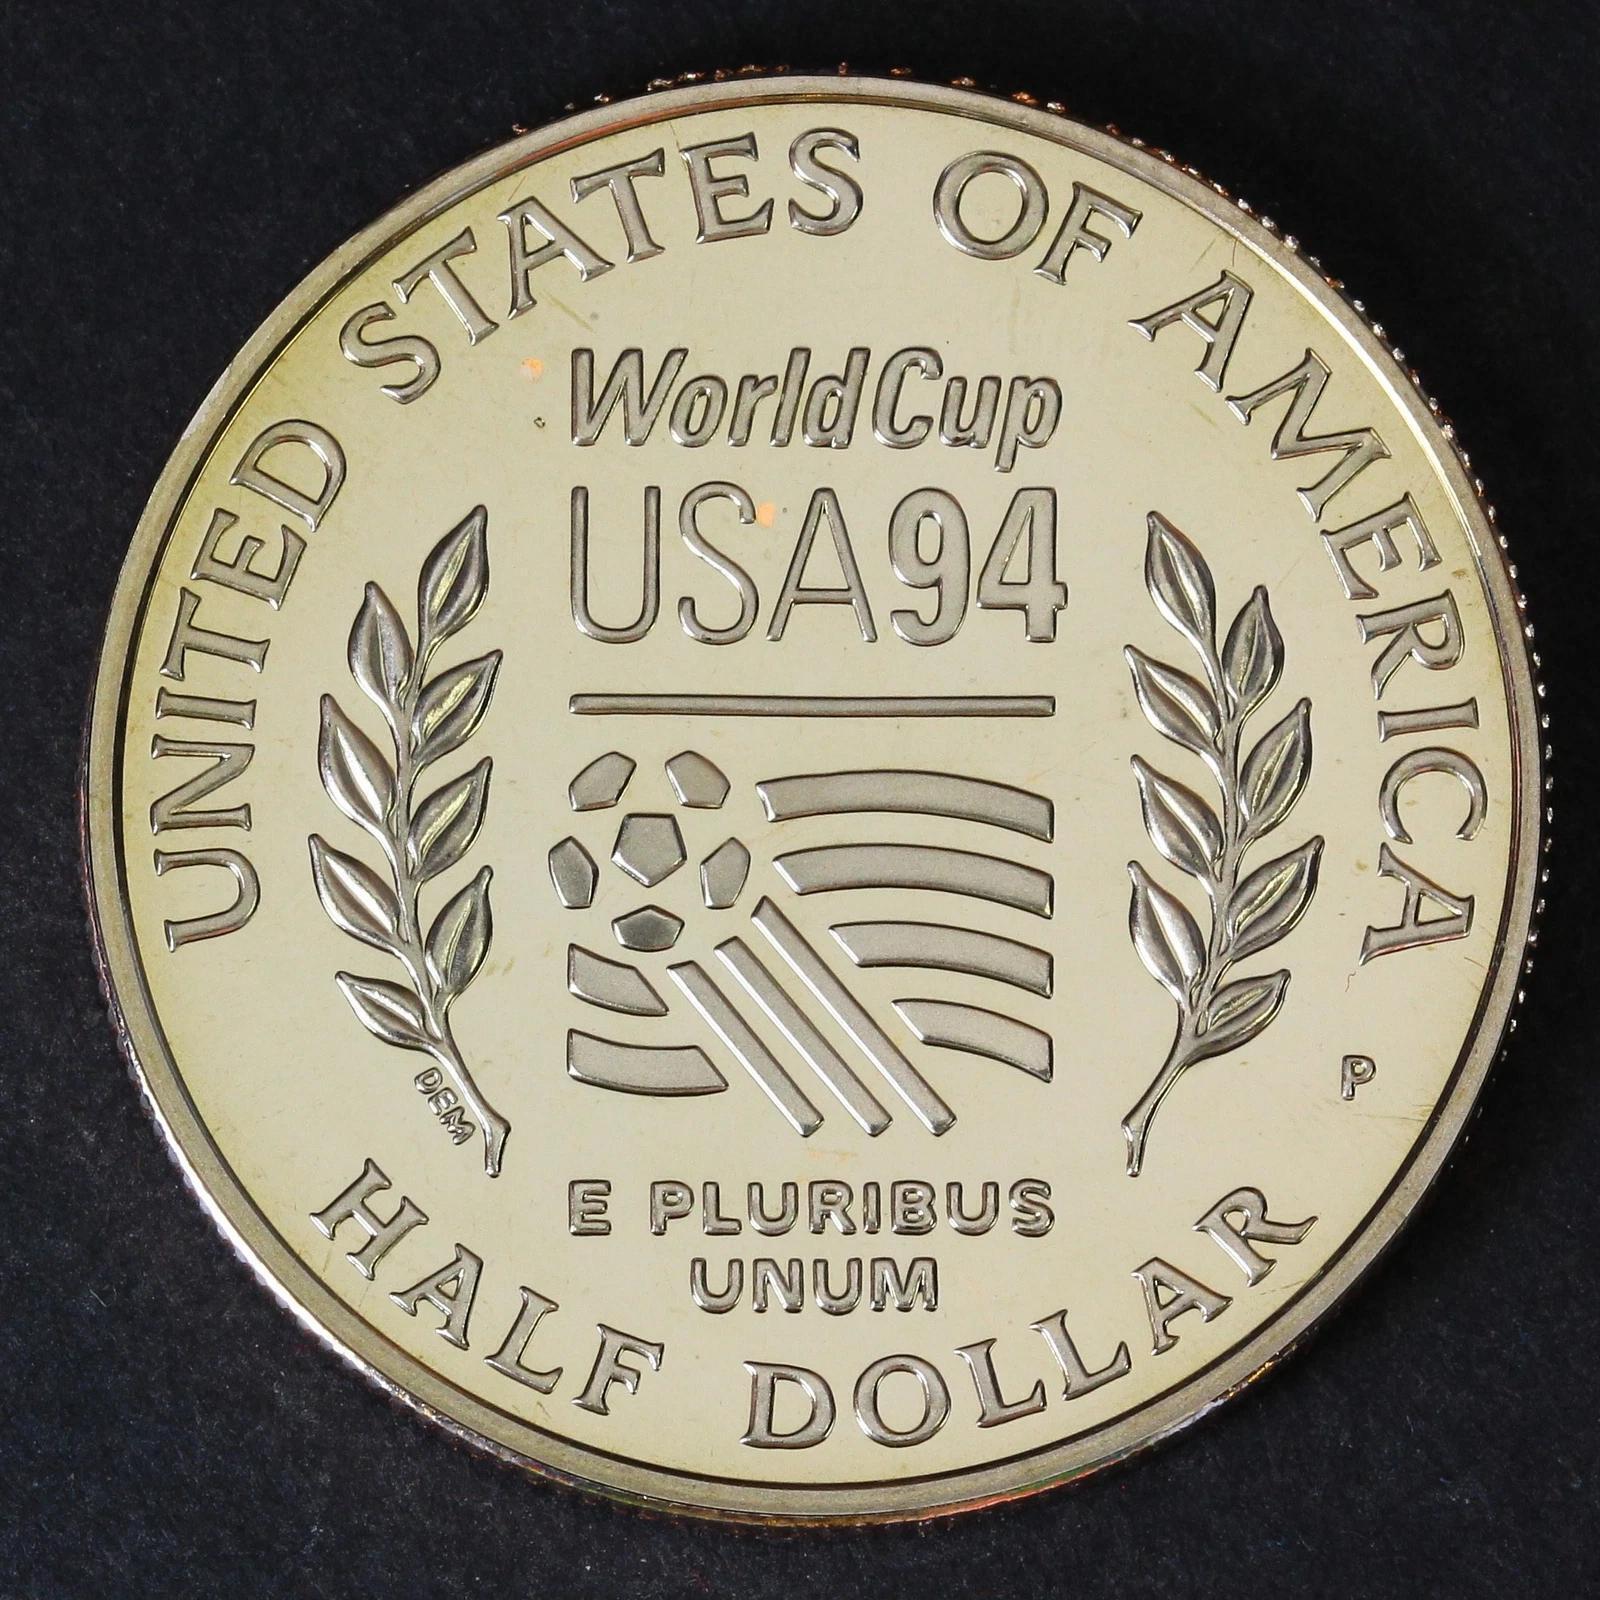 UNITED STATES OF AMERICA
WorldCup
USA94
DEM
P
E PLURIBUS
UNUM
HALF DOLLAR